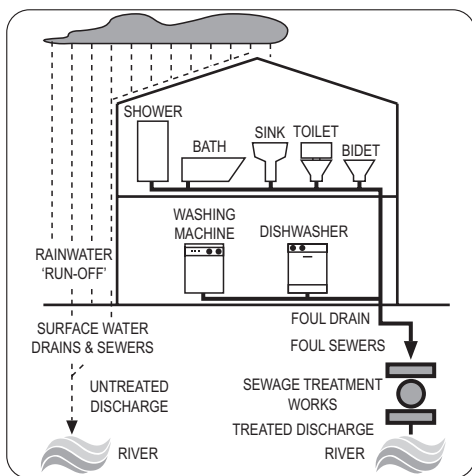 SHOWER
BATH
SINK
TOILET
BIDET
WASHING
MACHINE
DISHWASHER
RAINWATER
‘RUN-OFF’
SURFACE WATER
DRAINS & SEWERS
UNTREATED
DISCHARGE
RIVER
FOUL DRAIN
FOUL SEWERS
SEWAGE TREATMENT
WORKS
TREATED DISCHARGE
RIVER